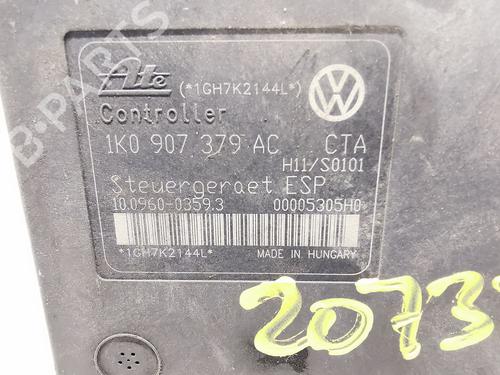 Ate (*1GH7K2144L*)
Controller
1K0 907 379 AC CTA
H11/S0101
Steuergeraet ESP
10.0960-0359.3 00005305H0
*1GH7K2144L* MADE IN HUNGARY
B-PARTS